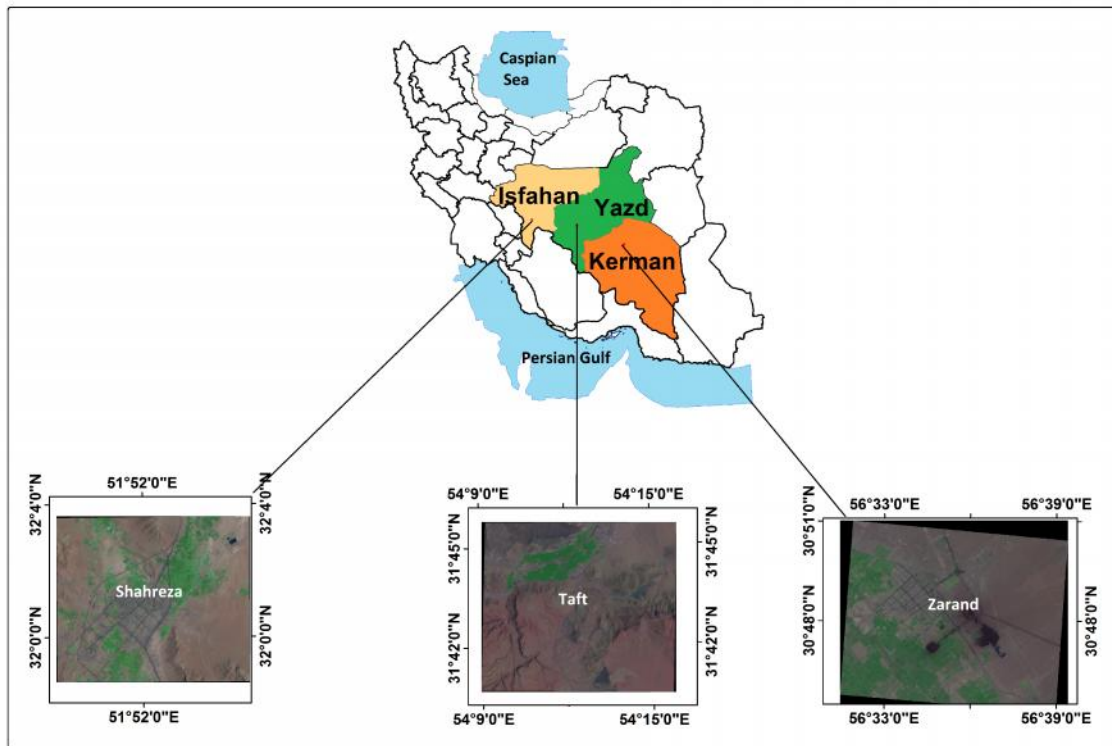 Caspian
Sea
Isfahan
Yazd
Kerman
Persian Gulf
51°52'0"E
32°4'0"N
32°4'0"N
Shahreza
32°0'0"N
32°0'0"N
51°52'0"E
54°9'0"E
54°15'0"E
31°45'0"N
31°45'0"N
Taft
31°42'0"N
31°42'0"N
54°9'0"E
54°15'0"E
56°33'0"E
56°39'0"E
30°51'0"N
Zarand
30°48'0"N
30°48'0"N
56°33'0"E
56°39'0"E